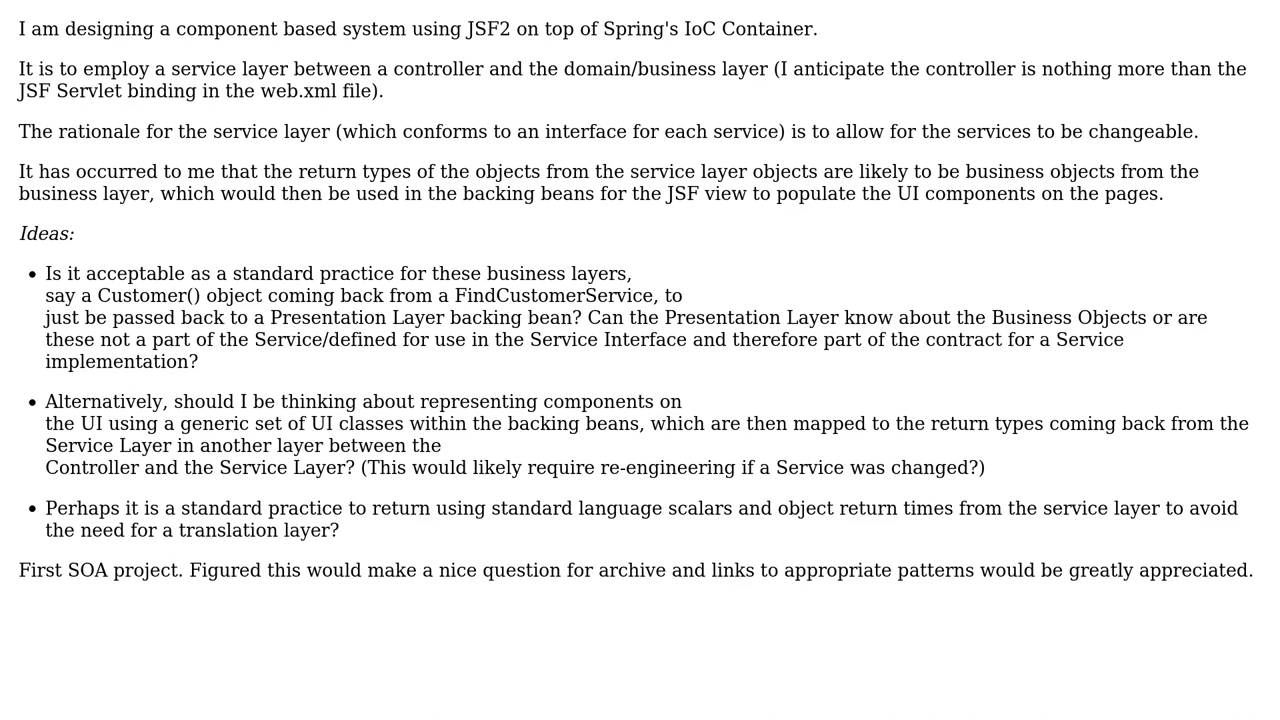 I am designing a component based system using JSF2 on top of Spring's IoC Container.
It is to employ a service layer between a controller and the domain/business layer (I anticipate the controller is nothing more than the
JSF Servlet binding in the web.xml file).
The rationale for the service layer (which conforms to an interface for each service) is to allow for the services to be changeable.
It has occurred to me that the return types of the objects from the service layer objects are likely to be business objects from the
business layer, which would then be used in the backing beans for the JSF view to populate the UI components on the pages.
Ideas:
• Is it acceptable as a standard practice for these business layers,
say a Customer() object coming back from a FindCustomerService, to
just be passed back to a Presentation Layer backing bean? Can the Presentation Layer know about the Business Objects or are
these not a part of the Service/defined for use in the Service Interface and therefore part of the contract for a Service
implementation?
• Alternatively, should I be thinking about representing components on
the UI using a generic set of UI classes within the backing beans, which are then mapped to the return types coming back from the
Service Layer in another layer between the
Controller and the Service Layer? (This would likely require re-engineering if a Service was changed?)
• Perhaps it is a standard practice to return using standard language scalars and object return times from the service layer to avoid
the need for a translation layer?
First SOA project. Figured this would make a nice question for archive and links to appropriate patterns would be greatly appreciated.